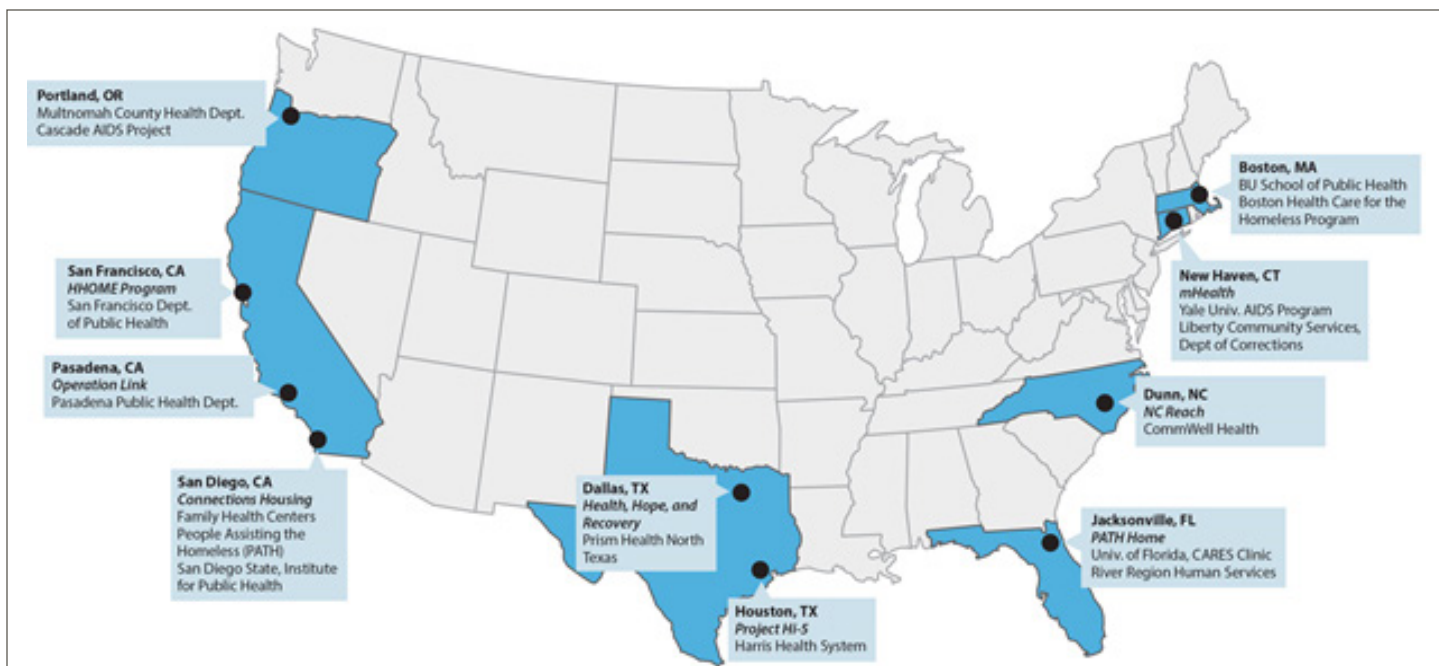 Portland, OR
Multnomah County Health Dept.
Cascade AIDS Project
San Francisco, CA
HHOME Program
San Francisco Dept.
of Public Health
Pasadena, CA
Operation Link
Pasadena Public Health Dept.
San Diego, CA
Connections Housing
Family Health Centers
People Assisting the
Homeless (PATH)
San Diego State, Institute
for Public Health
Dallas, TX
Health, Hope, and
Recovery
Prism Health North
Texas
Houston, TX
Project Hi-5
Harris Health System
Boston, MA
BU School of Public Health
Boston Health Care for the
Homeless Program
New Haven, CT
mHealth
Yale Univ. AIDS Program
Liberty Community Services,
Dept of Corrections
Dunn, NC
NC Reach
CommWell Health
Jacksonville, FL
PATH Home
Univ. of Florida, CARES Clinic
River Region Human Services